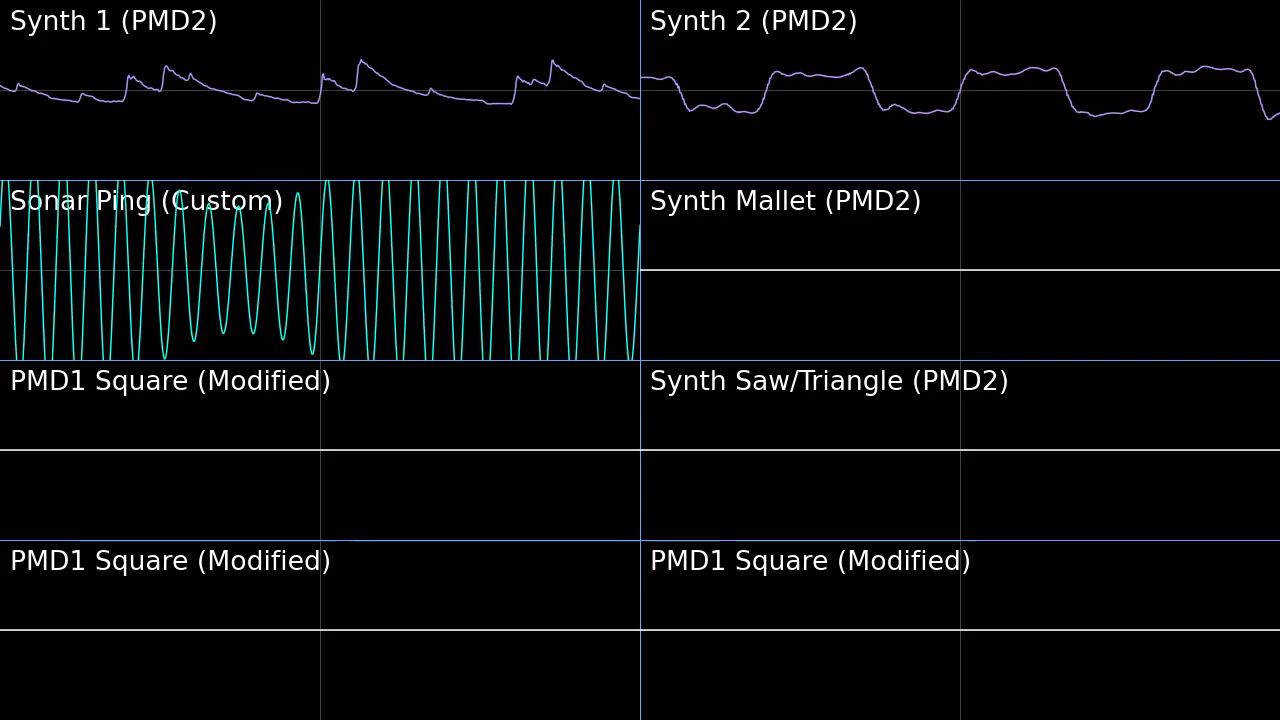 Synth 1 (PMD2)
Synth 2 (PMD2)
Sonar Ping (Custom)
Synth Mallet (PMD2)
PMD1 Square (Modified)
Synth Saw/Triangle (PMD2)
PMD1 Square (Modified)
PMD1 Square (Modified)